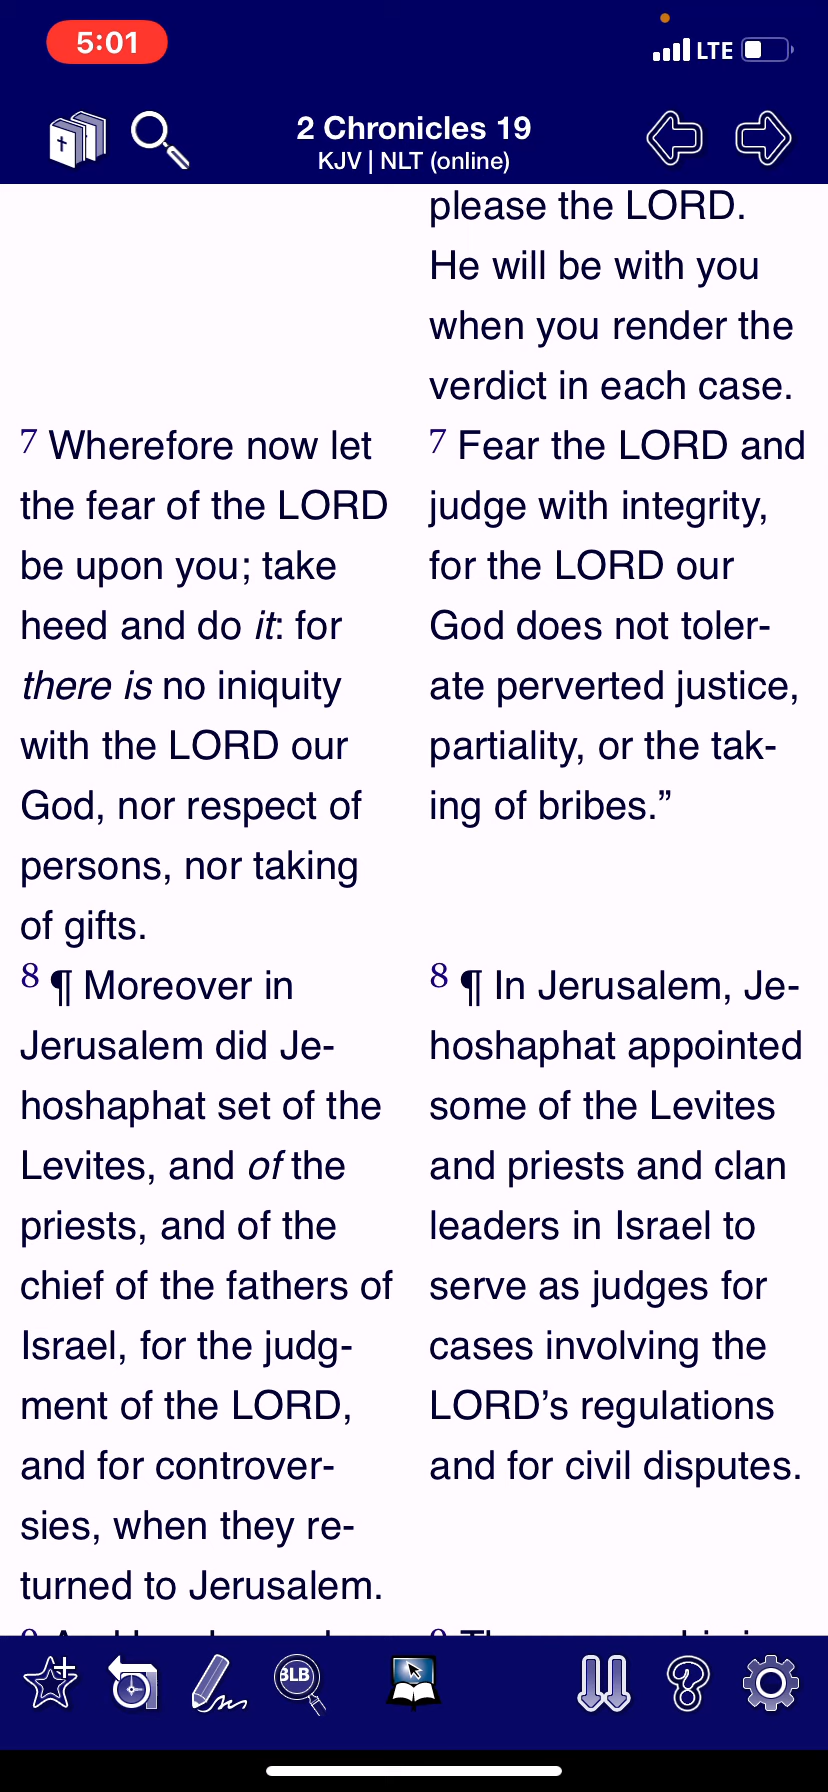 5:01
LTE
2 Chronicles 19
KJV | NLT (online)
please the LORD.
He will be with you
when you render the
verdict in each case.
7 Wherefore now let
the fear of the LORD
be upon you; take
heed and do it: for
there is no iniquity
with the LORD our
God, nor respect of
persons, nor taking
of gifts.
7 Fear the LORD and
judge with integrity,
for the LORD our
God does not toler-
ate perverted justice,
partiality, or the tak-
ing of bribes.”
8 ¶ Moreover in
Jerusalem did Je-
hoshaphat set of the
Levites, and of the
priests, and of the
chief of the fathers of
Israel, for the judg-
ment of the LORD,
and for controver-
sies, when they re-
turned to Jerusalem.
8 ¶ In Jerusalem, Je-
hoshaphat appointed
some of the Levites
and priests and clan
leaders in Israel to
serve as judges for
cases involving the
LORD’s regulations
and for civil disputes.
BLB